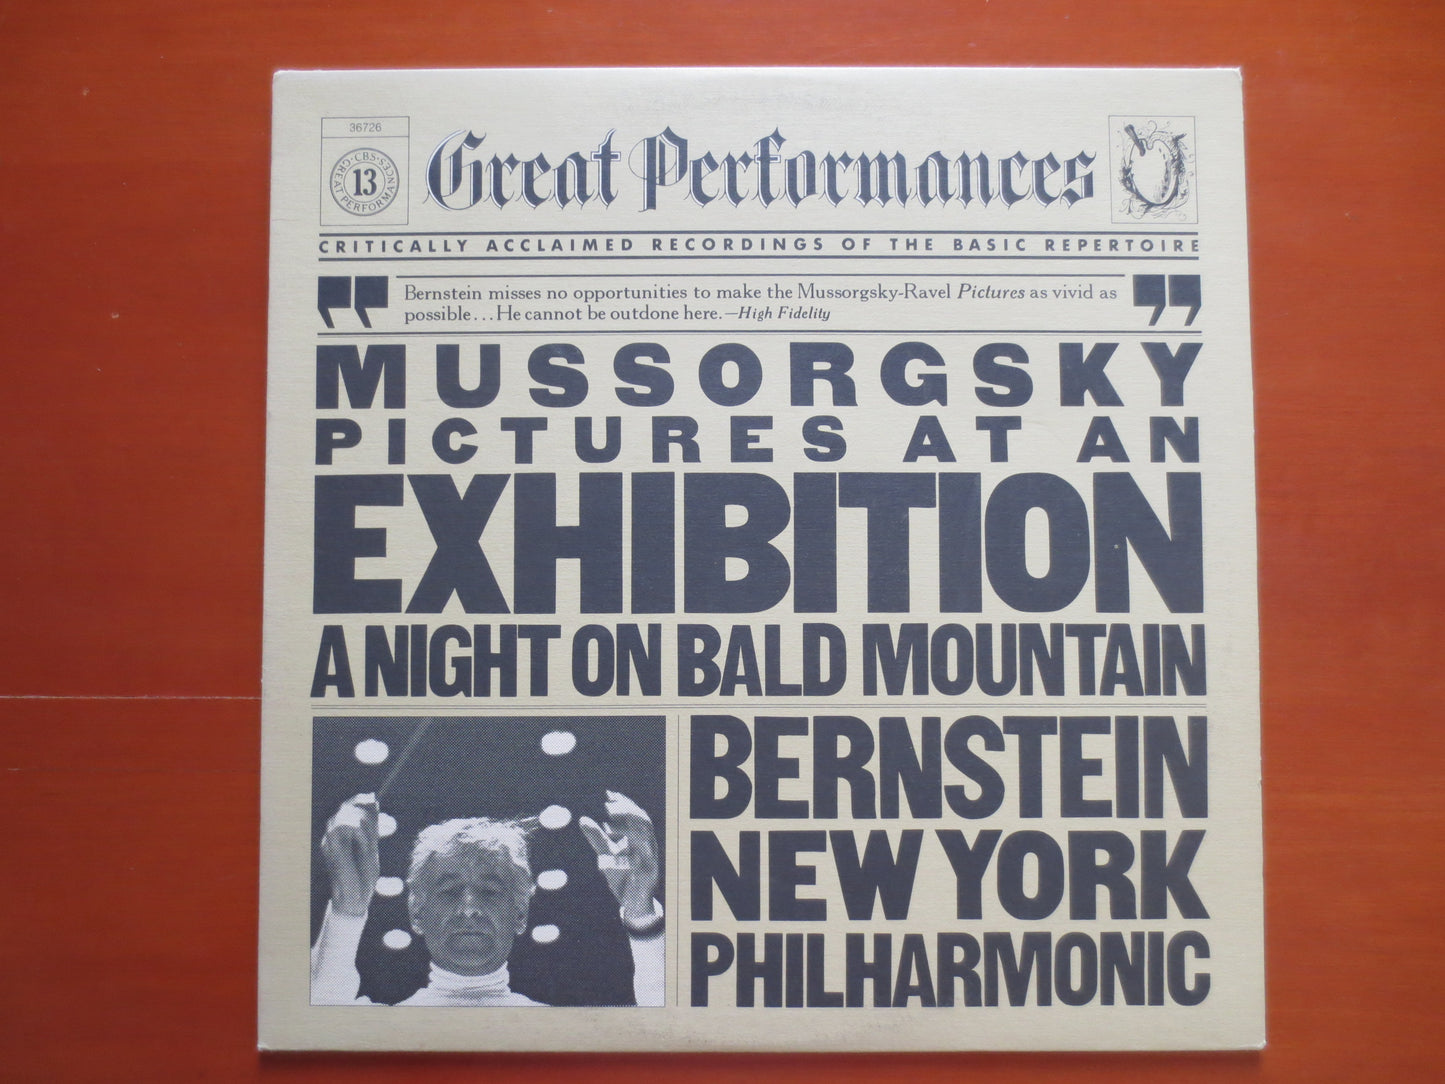 36726
CBS
GREAT PERFORMANCES
13
Great Performances
CRITICALLY ACCLAIMED RECORDINGS OF THE BASIC REPERTOIRE
“ Bernstein misses no opportunities to make the Mussorgsky-Ravel Pictures as vivid as ”
possible...He cannot be outdone here.—High Fidelity
MUSSORGSKY
PICTURES AT AN
EXHIBITION
A NIGHT ON BALD MOUNTAIN
BERNSTEIN
NEW YORK
PHILHARMONIC